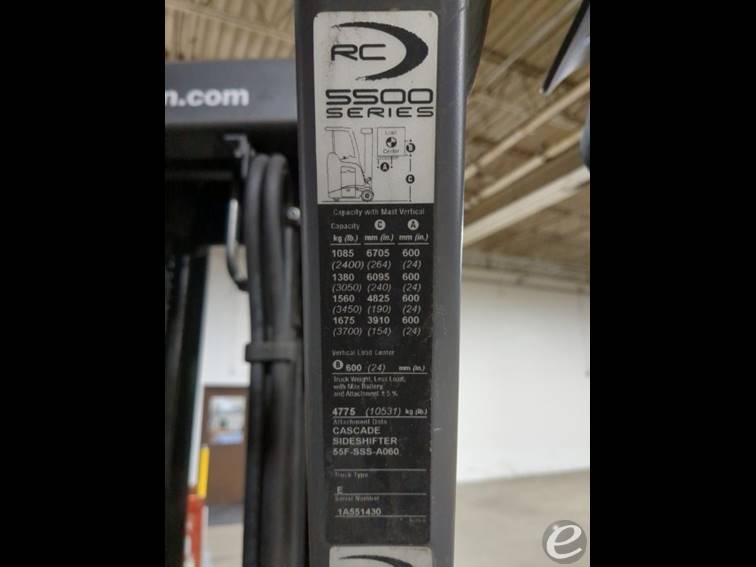 n.com
RC
5500
SERIES
Load
Center
B
A
C
Capacity with Mast Vertical
Capacity C A
kg (lb.) mm (in.) mm (in.)
1085 6705 600
(2400) (264) (24)
1380 6095 600
(3050) (240) (24)
1560 4825 600
(3450) (190) (24)
1675 3910 600
(3700) (154) (24)
Vertical Load Center
B 600 (24) mm (in.)
Truck Weight, Less Load,
with Max Battery
and Attachment ± 5 %
4775 (10531) kg (lb.)
Attachment Data
CASCADE
SIDESHIFTER
55F-SSS-A060
Truck Type
E
Serial Number
1A551430
RC
e